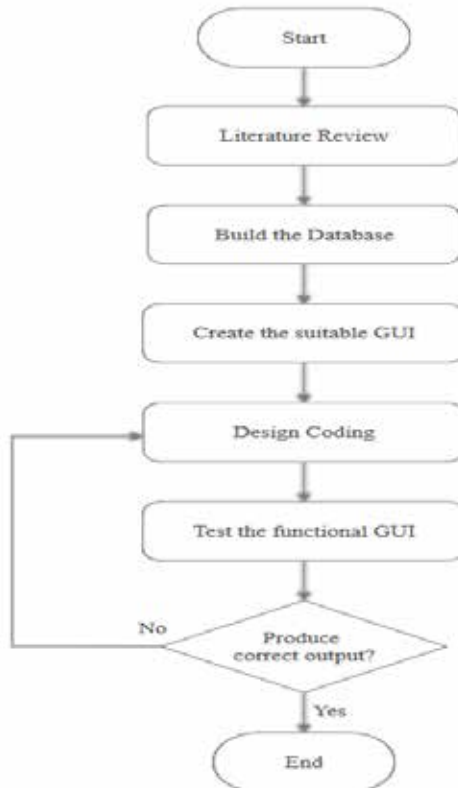 Start
Literature Review
Build the Database
Create the suitable GUI
Design Coding
Test the functional GUI
No
Produce
correct output?
Yes
End